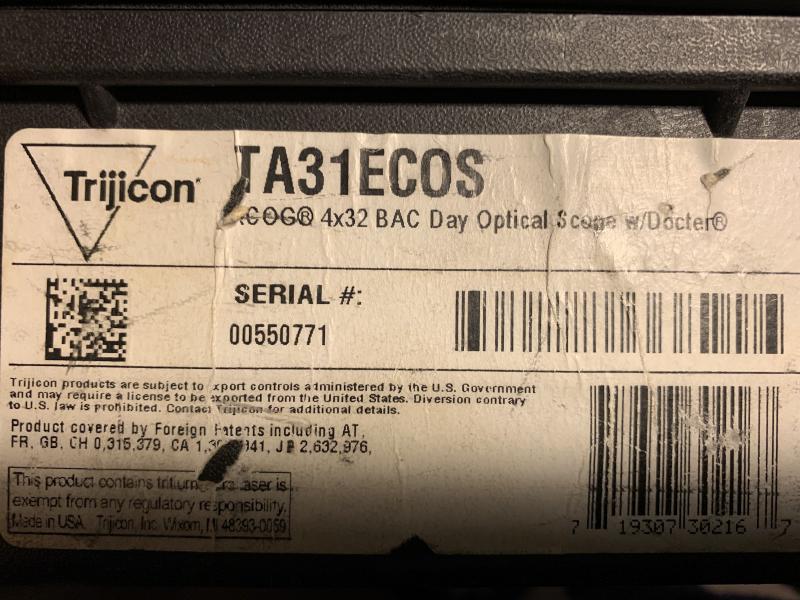 Trijicon
TA31ECOS
ACOG® 4x32 BAC Day Optical Scope w/Docter®
SERIAL #:
00550771
Trijicon products are subject to export controls administered by the U.S. Government
and may require a license to be exported from the United States. Diversion contrary
to U.S. law is prohibited. Contact Trijicon for additional details.
Product covered by Foreign Patents including AT,
FR, GB, CH 0,315,379, CA JP 2,632,976,
This product contains tritium
exempt from any regulatory responsibility.
Made in USA Trijicon, Inc. Wixom, MI 48393-0059
7 19307 30216 7